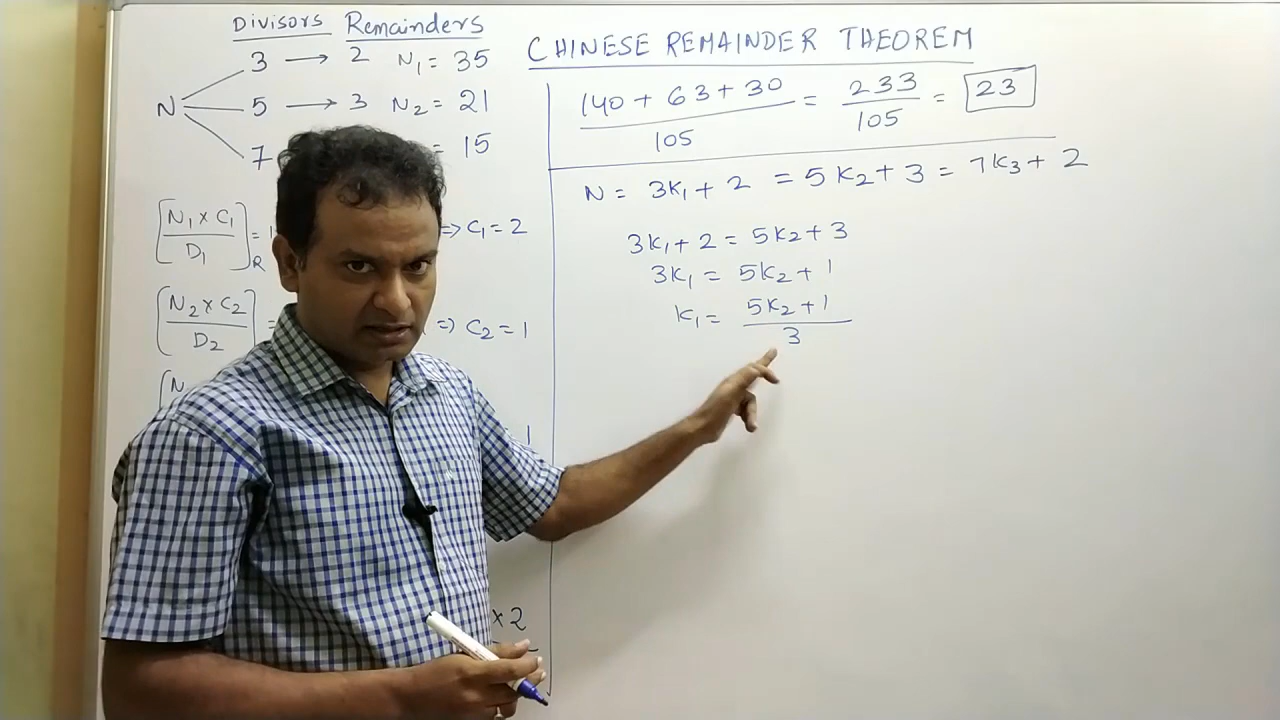 Divisors Remainders
3 → 2 N₁ = 35
N 5 → 3 N₂ = 21
7 = 15
[N₁ × C₁ / D₁]R = 1 ⇒ C₁ = 2
[N₂ × C₂ / D₂] = ⇒ C₂ = 1
[N
1
× 2
CHINESE REMAINDER THEOREM
140 + 63 + 30 / 105 = 233 / 105 = 23
N = 3K₁ + 2 = 5K₂ + 3 = 7K₃ + 2
3K₁ + 2 = 5K₂ + 3
3K₁ = 5K₂ + 1
K₁ = 5K₂ + 1 / 3